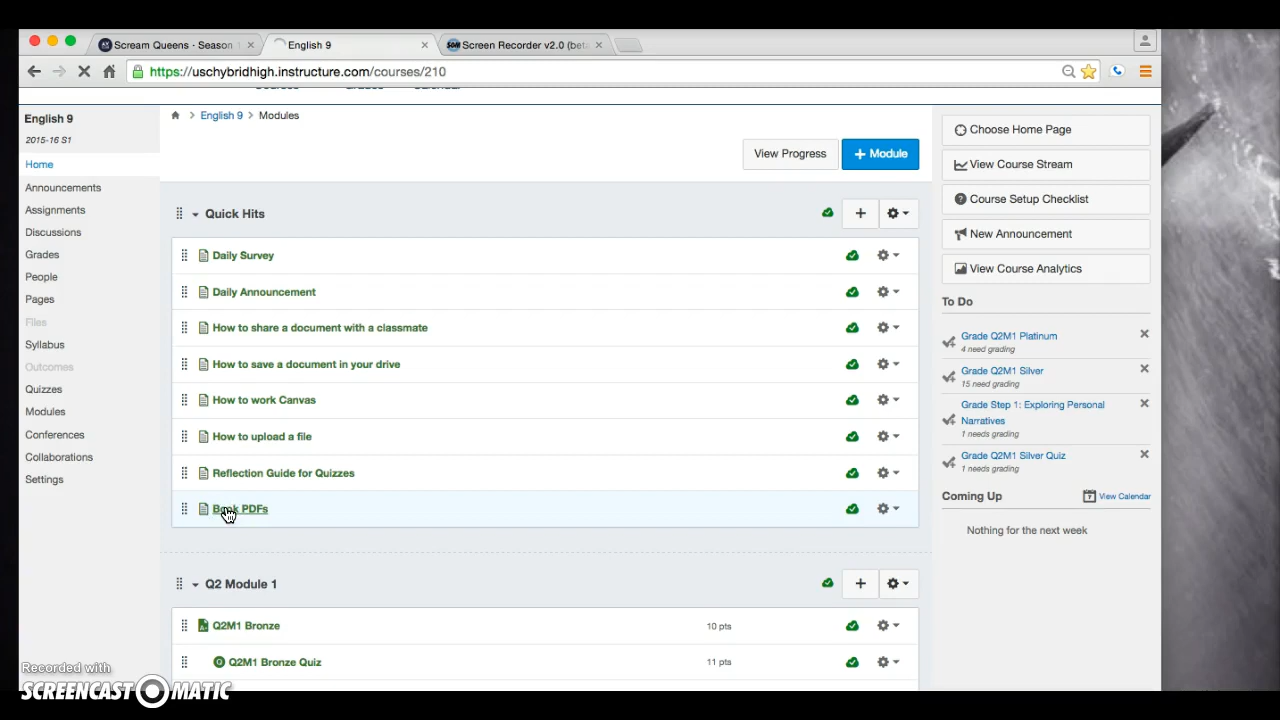 Scream Queens - Season
English 9
Screen Recorder v2.0 (beta
https://uschybridhigh.instructure.com/courses/210
English 9
2015-16 S1
Home
Announcements
Assignments
Discussions
Grades
People
Pages
Files
Syllabus
Outcomes
Quizzes
Modules
Conferences
Collaborations
Settings
English 9 > Modules
View Progress
+ Module
Quick Hits
Daily Survey
Daily Announcement
How to share a document with a classmate
How to save a document in your drive
How to work Canvas
How to upload a file
Reflection Guide for Quizzes
Book PDFs
Q2 Module 1
Q2M1 Bronze 10 pts
Q2M1 Bronze Quiz 11 pts
Choose Home Page
View Course Stream
Course Setup Checklist
New Announcement
View Course Analytics
To Do
Grade Q2M1 Platinum
4 need grading
Grade Q2M1 Silver
15 need grading
Grade Step 1: Exploring Personal
Narratives
1 needs grading
Grade Q2M1 Silver Quiz
1 needs grading
Coming Up
7 View Calendar
Nothing for the next week
Recorded with
SCREENCAST O MATIC